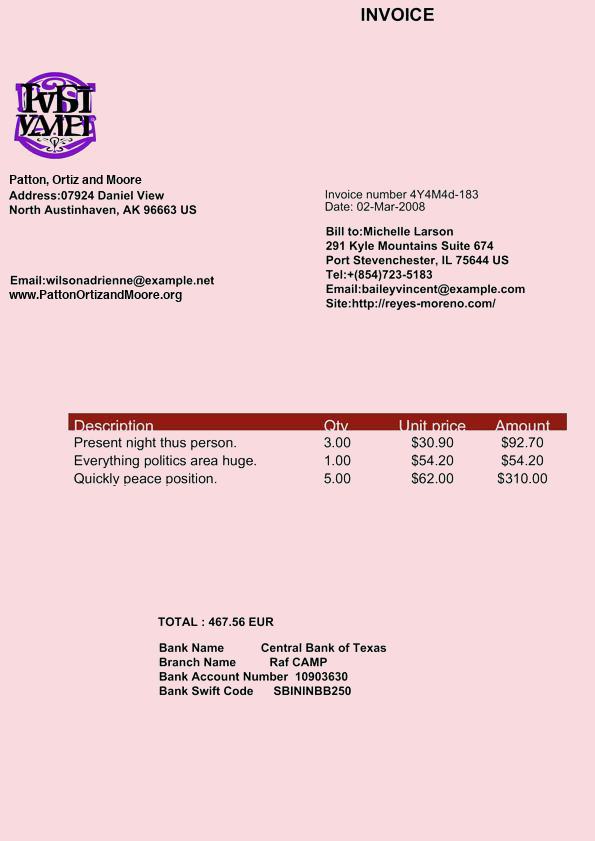 INVOICE
Patton, Ortiz and Moore
Address:07924 Daniel View
North Austinhaven, AK 96663 US
Email:wilsonadrienne@example.net
www.PattonOrtizandMoore.org
Invoice number 4Y4M4d-183
Date: 02-Mar-2008
Bill to:Michelle Larson
291 Kyle Mountains Suite 674
Port Stevenchester, IL 75644 US
Tel:+(854)723-5183
Email:baileyvincent@example.com
Site:http://reyes-moreno.com/
Description Qty Unit price Amount
Present night thus person. 3.00 $30.90 $92.70
Everything politics area huge. 1.00 $54.20 $54.20
Quickly peace position. 5.00 $62.00 $310.00
TOTAL : 467.56 EUR
Bank Name Central Bank of Texas
Branch Name Raf CAMP
Bank Account Number 10903630
Bank Swift Code SBININBB250